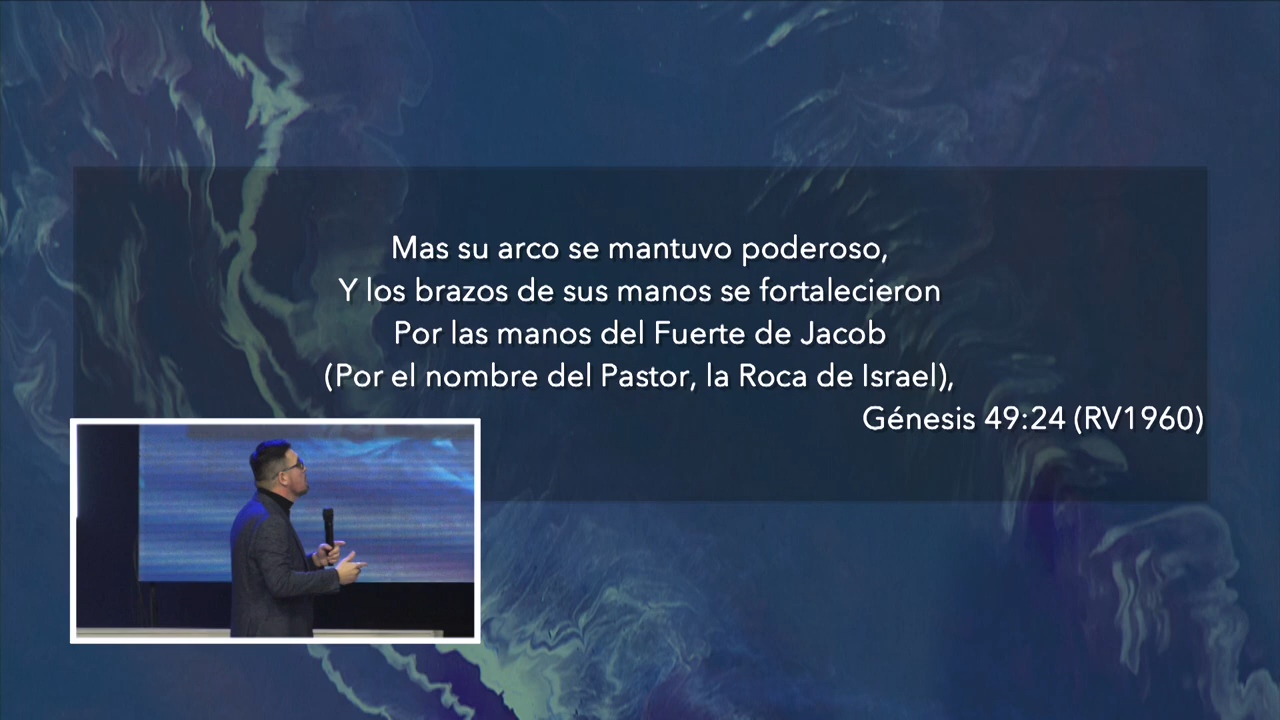 Mas su arco se mantuvo poderoso,
Y los brazos de sus manos se fortalecieron
Por las manos del Fuerte de Jacob
(Por el nombre del Pastor, la Roca de Israel),
Génesis 49:24 (RV1960)